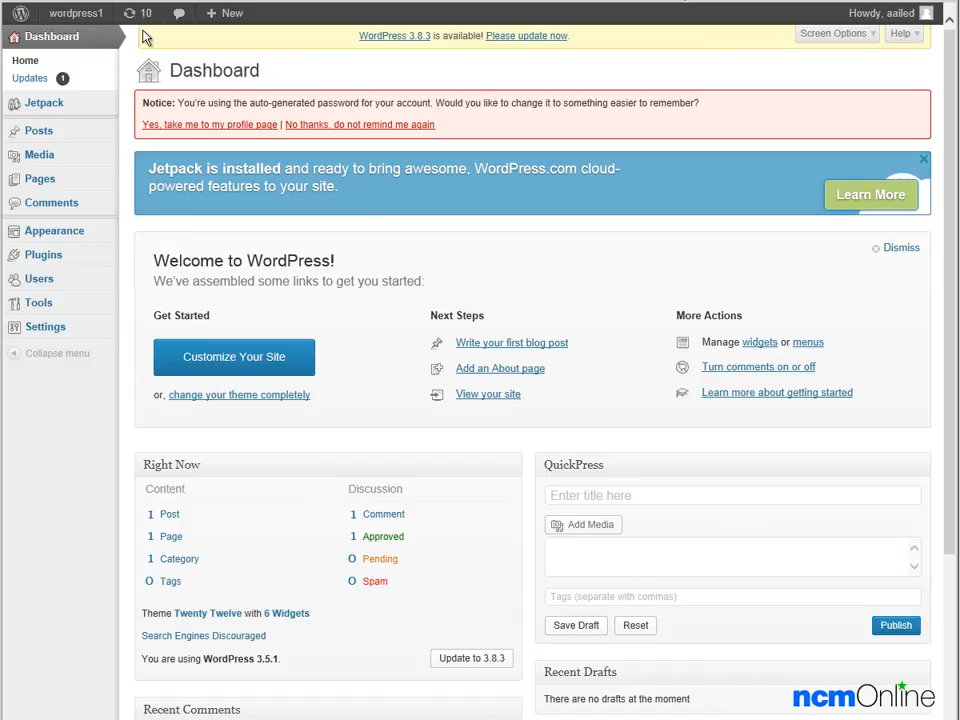 wordpress1
10
New
Howdy, aailed
Dashboard
WordPress 3.8.3 is available! Please update now.
Screen Options
Help
Home
Updates 1
Jetpack
Posts
Media
Pages
Comments
Appearance
Plugins
Users
Tools
Settings
Collapse menu
Dashboard
Notice: You're using the auto-generated password for your account. Would you like to change it to something easier to remember?
Yes, take me to my profile page | No thanks, do not remind me again
Jetpack is installed and ready to bring awesome, WordPress.com cloud-
powered features to your site.
Learn More
Dismiss
Welcome to WordPress!
We've assembled some links to get you started:
Get Started
Customize Your Site
or, change your theme completely
Next Steps
Write your first blog post
Add an About page
View your site
More Actions
Manage widgets or menus
Turn comments on or off
Learn more about getting started
Right Now
Content
1 Post
1 Page
1 Category
0 Tags
Discussion
1 Comment
1 Approved
0 Pending
0 Spam
Theme Twenty Twelve with 6 Widgets
Search Engines Discouraged
You are using WordPress 3.5.1.
Update to 3.8.3
Recent Comments
QuickPress
Enter title here
Add Media
Tags (separate with commas)
Save Draft
Reset
Publish
Recent Drafts
There are no drafts at the moment
ncmOnline